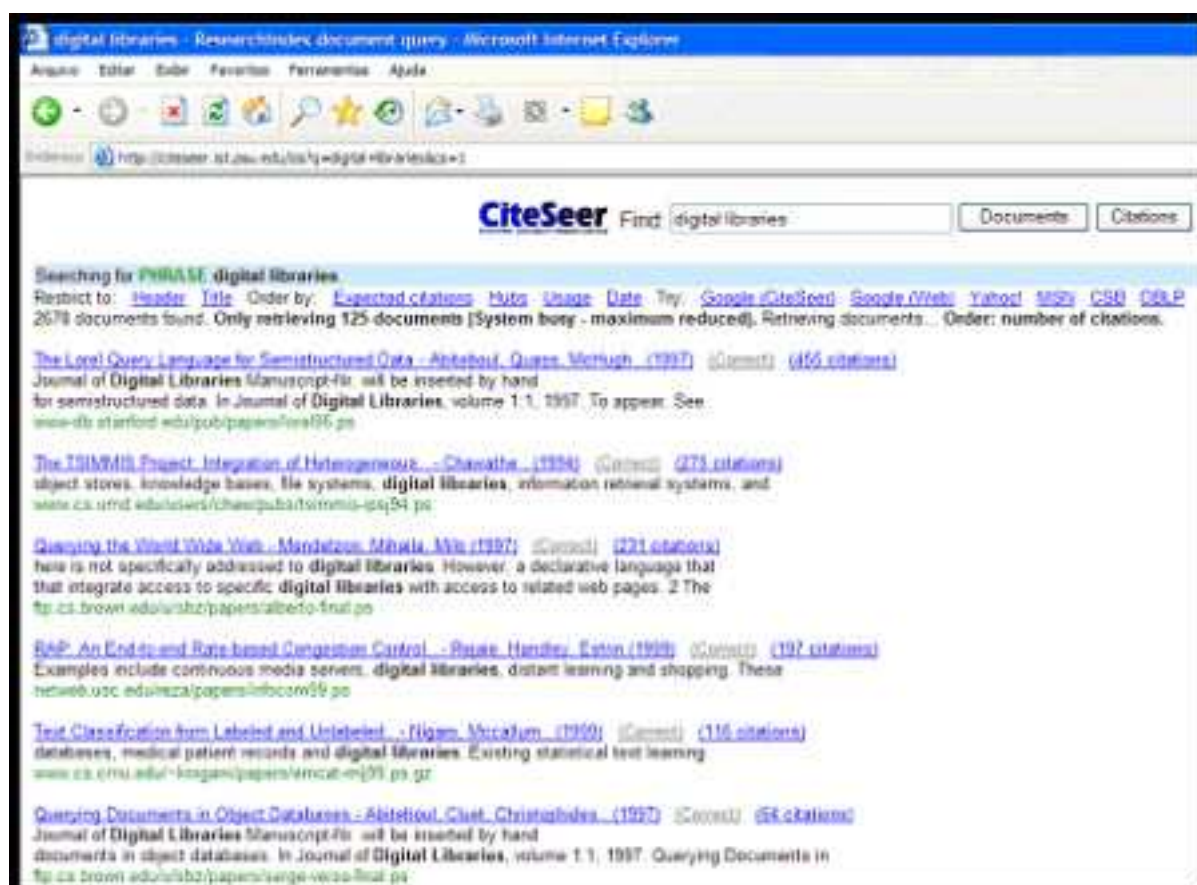 digital libraries - ResearchIndex document query - Microsoft Internet Explorer
Arquivo Editar Exibir Favoritos Ferramentas Ajuda
Endereço http://citeseer.ist.psu.edu/cis?q=digital+libraries&cs=1
CiteSeer Find: digital libraries Documents Citations
Searching for PHRASE digital libraries.
Restrict to: Header Title Order by: Expected citations Hubs Usage Date Try: Google (CiteSeer) Google (Web) Yahoo! MSN CSB DBLP
2678 documents found. Only retrieving 125 documents (System busy - maximum reduced). Retrieving documents... Order: number of citations.
The Lorel Query Language for Semistructured Data - Abiteboul, Quass, McHugh.. (1997) (Correct) (455 citations)
Journal of Digital Libraries Manuscript-Nr. will be inserted by hand
for semistructured data. In Journal of Digital Libraries, volume 1:1, 1997. To appear. See
www-db.stanford.edu/pub/papers/lorel96.ps
The TSIMMIS Project: Integration of Heterogeneous.. - Chawathe.. (1994) (Correct) (275 citations)
object stores, knowledge bases, file systems, digital libraries, information retrieval systems, and
www.cs.umd.edu/users/chaw/pubs/tsimmis-ipsj94.ps
Querying the World Wide Web - Mendelzon, Mihaila, Milo (1997) (Correct) (231 citations)
here is not specifically addressed to digital libraries. However, a declarative language that
that integrate access to specific digital libraries with access to related web pages. 2 The
ftp.cs.brown.edu/u/sbz/papers/alberto-final.ps
RAP: An End-to-end Rate-based Congestion Control.. - Rejaie, Handley, Estrin (1999) (Correct) (197 citations)
Examples include continuous media servers, digital libraries, distant learning and shopping. These
netweb.usc.edu/reza/papers/infocom99.ps
Text Classification from Labeled and Unlabeled.. - Nigam, Mccallum.. (1999) (Correct) (116 citations)
databases, medical patient records and digital libraries. Existing statistical text learning
www.cs.cmu.edu/~knigam/papers/emcat-mlj99.ps.gz
Querying Documents in Object Databases - Abiteboul, Cluet, Christophides.. (1997) (Correct) (64 citations)
Journal of Digital Libraries Manuscript-Nr. will be inserted by hand
documents in object databases. In Journal of Digital Libraries, volume 1:1, 1997. Querying Documents in
ftp.cs.brown.edu/u/sbz/papers/serge-verso-final.ps